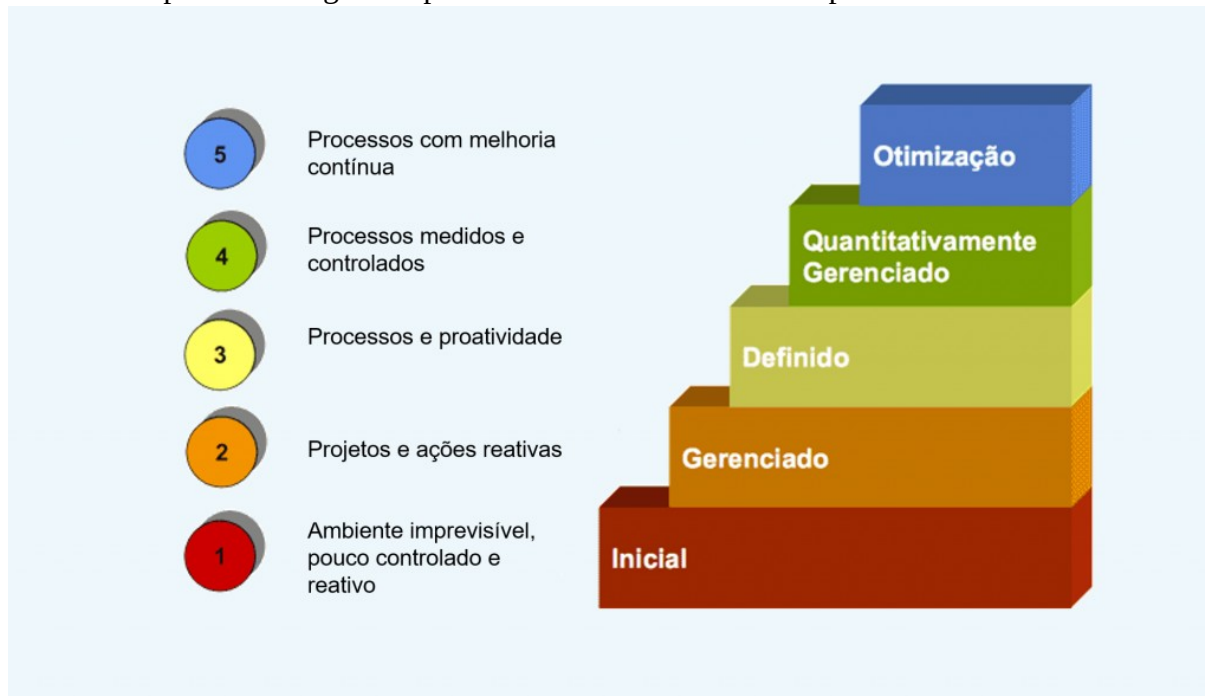 5
Processos com melhoria
contínua
Otimização
4
Processos medidos e
controlados
Quantitativamente
Gerenciado
3
Processos e proatividade
Definido
2
Projetos e ações reativas
Gerenciado
1
Ambiente imprevisível,
pouco controlado e
reativo
Inicial